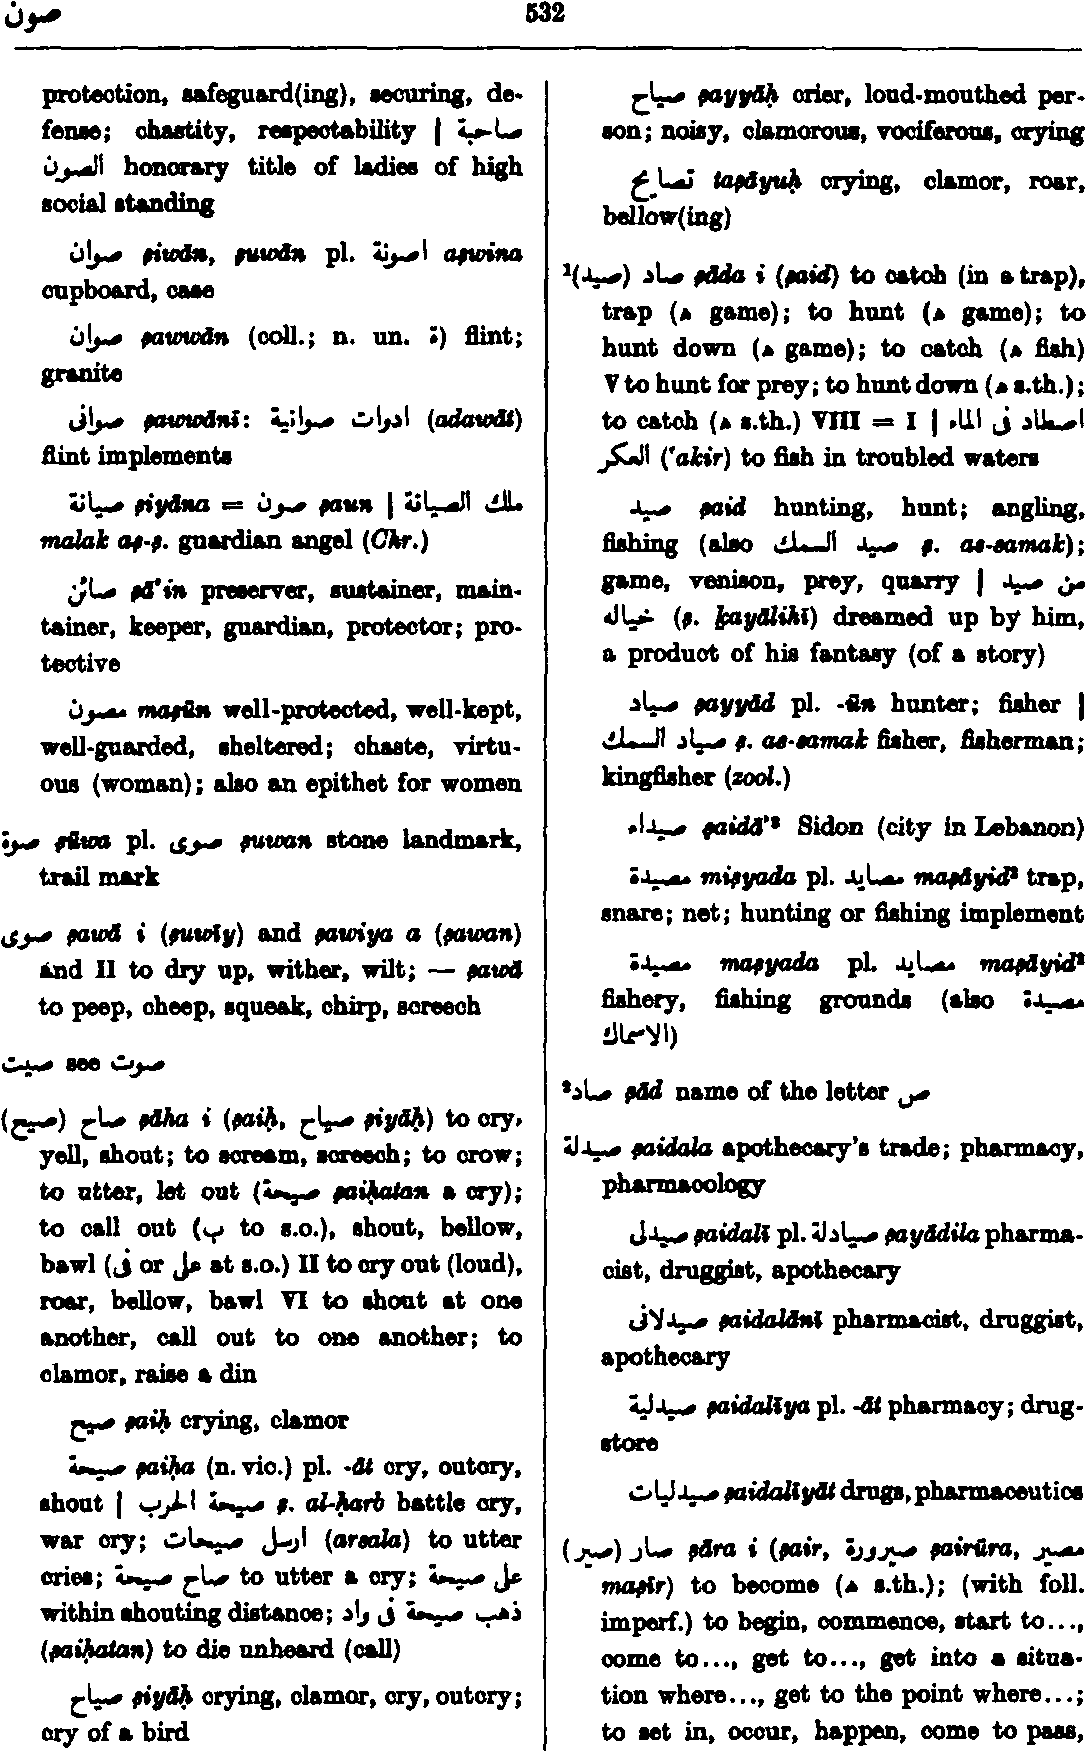 صون 532
protection, safeguard(ing), securing, de-
fense; chastity, respectability | صاحبة
الصون honorary title of ladies of high
social standing
صوان ṣiwān, ṣuwān pl. اصونة aṣwina
cupboard, case
صوان ṣawwān (coll.; n. un. ة) flint;
granite
صوانى ṣawwānī: ادوات صوانية (adawāt)
flint implements
صيانة ṣiyāna = صون ṣaun | ملك الصيانة
malak aṣ-ṣ. guardian angel (Chr.)
صائن ṣā'in preserver, sustainer, main-
tainer, keeper, guardian, protector; pro-
tective
مصون maṣūn well-protected, well-kept,
well-guarded, sheltered; chaste, virtu-
ous (woman); also an epithet for women
صوة ṣūwa pl. صوى ṣuwan stone landmark,
trail mark
صوى ṣawā i (ṣuwīy) and ṣawiya a (ṣawan)
and II to dry up, wither, wilt; — ṣawā
to peep, cheep, squeak, chirp, screech
صيت see صوت
(صيح) صاح ṣāḥa i (ṣaiḥ, صياح ṣiyāḥ) to cry,
yell, shout; to scream, screech; to crow;
to utter, let out (صيحة ṣaiḥatan a cry);
to call out (ب to s.o.), shout, bellow,
bawl (فى or على at s.o.) II to cry out (loud),
roar, bellow, bawl VI to shout at one
another, call out to one another; to
clamor, raise a din
صيح ṣaiḥ crying, clamor
صيحة ṣaiḥa (n. vic.) pl. -āt cry, outcry,
shout | صيحة الحرب ṣ. al-ḥarb battle cry,
war cry; ارسل صيحات (arsala) to utter
cries; صاح صيحة to utter a cry; على صيحة
within shouting distance; ذهب صيحة فى واد
(ṣaiḥatan) to die unheard (call)
صياح ṣiyāḥ crying, clamor, cry, outcry;
cry of a bird
صياح ṣayyāḥ crier, loud-mouthed per-
son; noisy, clamorous, vociferous, crying
تصايح taṣāyuḥ crying, clamor, roar,
bellow(ing)
¹(صيد) صاد ṣāda i (ṣaid) to catch (in a trap),
trap (ه game); to hunt (ه game); to
hunt down (ه game); to catch (ه fish)
V to hunt for prey; to hunt down (ه s.th.);
to catch (ه s.th.) VIII = I | اصطاد فى الماء
العكر ('akir) to fish in troubled waters
صيد ṣaid hunting, hunt; angling,
fishing (also صيد السمك ṣ. as-samak);
game, venison, prey, quarry | من صيد
خياله (ṣ. ḵayālihī) dreamed up by him,
a product of his fantasy (of a story)
صياد ṣayyād pl. -ūn hunter; fisher |
صياد السمك ṣ. as-samak fisher, fisherman;
kingfisher (zool.)
صيداء ṣaidā'² Sidon (city in Lebanon)
مصيدة miṣyada pl. مصايد maṣāyid² trap,
snare; net; hunting or fishing implement
مصيدة maṣyada pl. مصايد maṣāyid²
fishery, fishing grounds (also مصيدة
الاسماك)
²صاد ṣād name of the letter ص
صيدلة ṣaidala apothecary's trade; pharmacy,
pharmacology
صيدلى ṣaidalī pl. صيادلة ṣayādila pharma-
cist, druggist, apothecary
صيدلانى ṣaidalānī pharmacist, druggist,
apothecary
صيدلية ṣaidalīya pl. -āt pharmacy; drug-
store
صيدليات ṣaidalīyāt drugs, pharmaceutics
(صير) صار ṣāra i (ṣair, صيرورة ṣairūra, مصير
maṣīr) to become (ه s.th.); (with foll.
imperf.) to begin, commence, start to...,
come to..., get to..., get into a situa-
tion where..., get to the point where...;
to set in, occur, happen, come to pass,